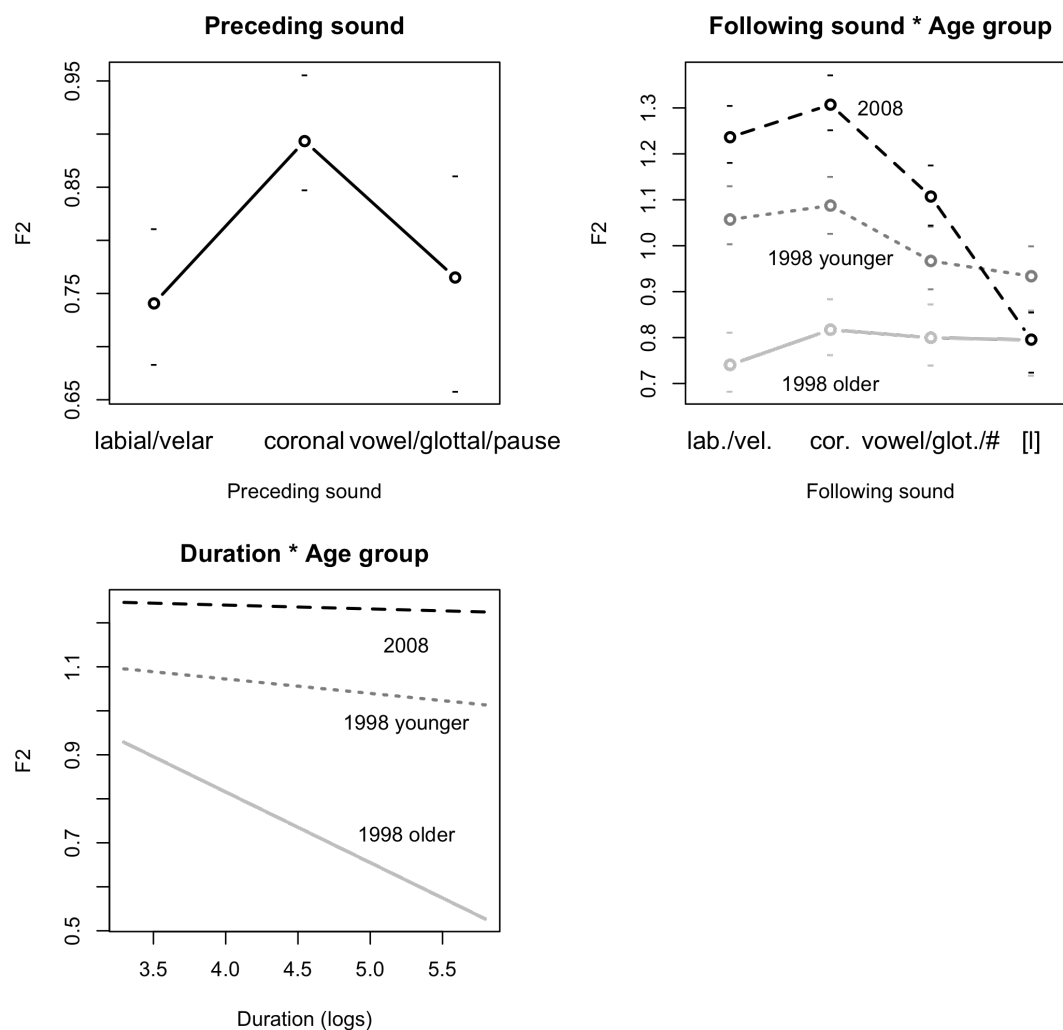 Preceding sound
F2
0.95
0.85
0.75
0.65
labial/velar coronal vowel/glottal/pause
Preceding sound
Following sound * Age group
F2
1.3
1.2
1.1
1.0
0.9
0.8
0.7
2008
1998 younger
1998 older
lab./vel. cor. vowel/glot./# [l]
Following sound
Duration * Age group
F2
1.1
0.9
0.7
0.5
2008
1998 younger
1998 older
3.5 4.0 4.5 5.0 5.5
Duration (logs)